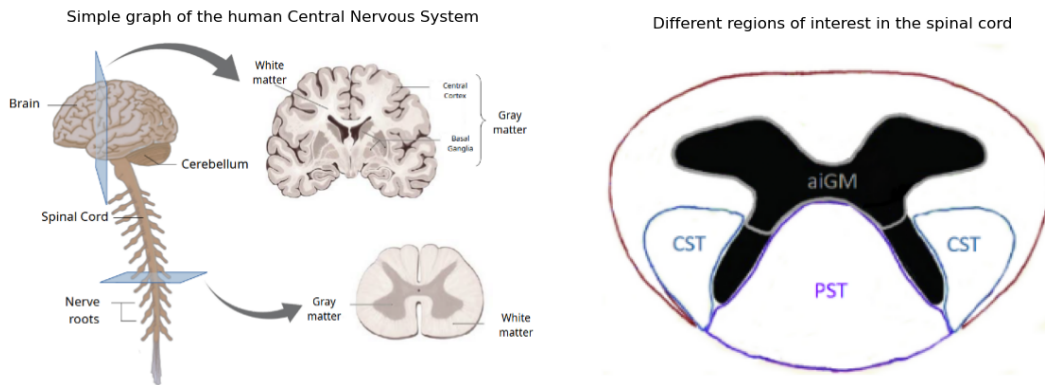 Simple graph of the human Central Nervous System
White
matter
Central
Cortex
Brain
Gray
matter
Basal
Ganglia
Cerebellum
Spinal Cord
Nerve
roots
Gray
matter
White
matter
Different regions of interest in the spinal cord
aiGM
CST
CST
PST